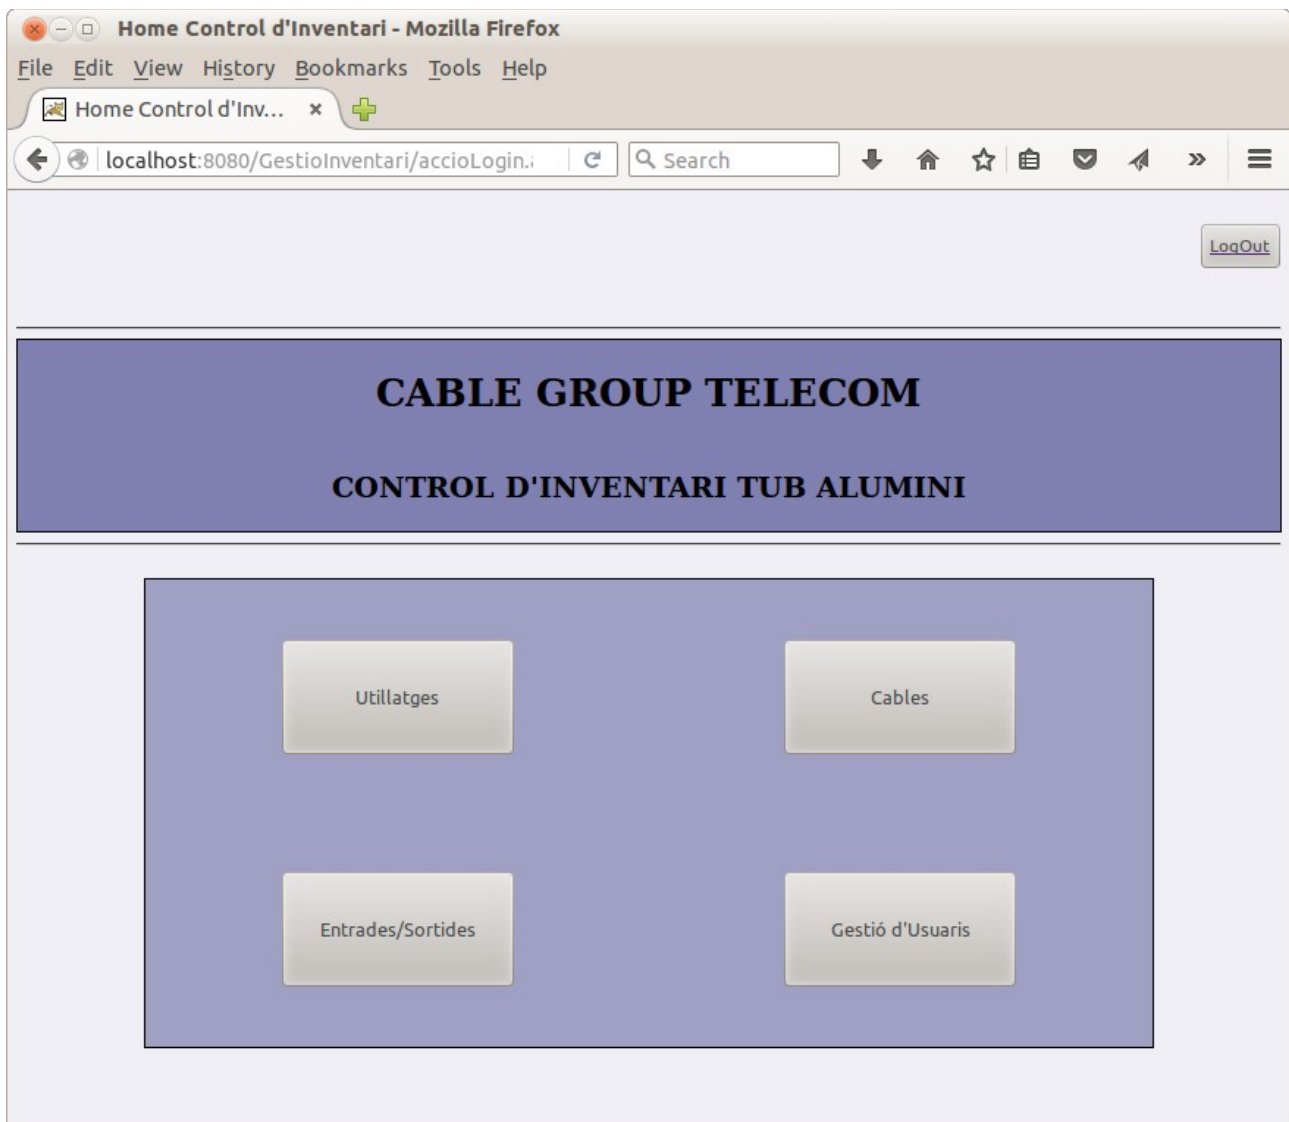 Home Control d'Inventari - Mozilla Firefox
File Edit View History Bookmarks Tools Help
Home Control d'Inv...
localhost:8080/GestioInventari/accioLogin. Search
LogOut
CABLE GROUP TELECOM
CONTROL D'INVENTARI TUB ALUMINI
Utillatges Cables
Entrades/Sortides Gestió d'Usuaris